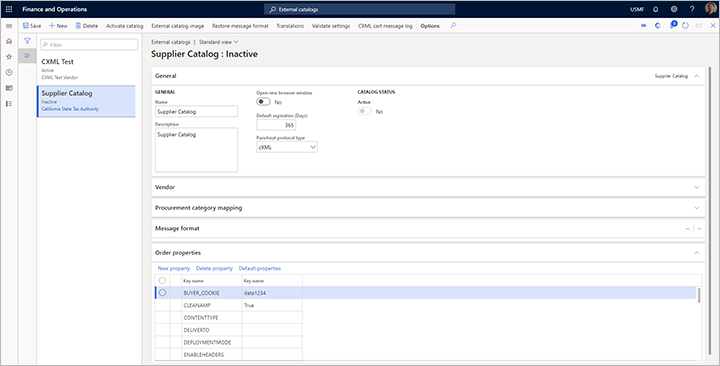 Finance and Operations
External catalogs
USMF
Save
New
Delete
Activate catalog
External catalog image
Restore message format
Translations
Validate settings
CXML cart message log
Options
Filter
CXML Test
Active
CXML Test Vendor
Supplier Catalog
Inactive
California State Tax Authority
External catalogs | Standard view
Supplier Catalog : Inactive
General
Supplier Catalog
GENERAL
Name
Supplier Catalog
Description
Supplier Catalog
Open new browser window
No
Default expiration (Days)
365
Punchout protocol type
cXML
CATALOG STATUS
Active
No
Vendor
Procurement category mapping
Message format
-- | --
Order properties
New property
Delete property
Default properties
Key name
Key name
BUYER_COOKIE
data1234
CLEANAMP
True
CONTENTTYPE
DELIVERTO
DEPLOYMENTMODE
ENABLEHEADERS